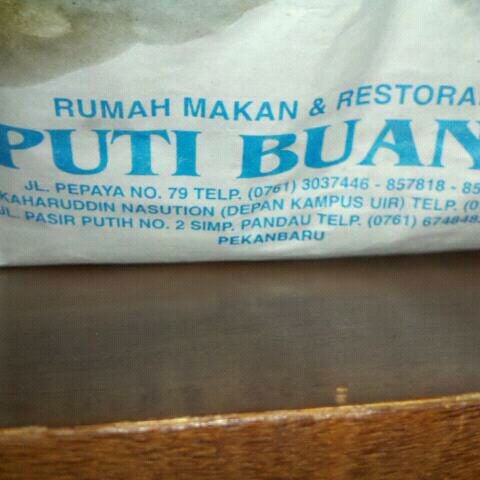 RUMAH MAKAN & RESTORA
PUTI BUAN
JL. PEPAYA NO. 79 TELP. (0761) 3037446 - 857818 - 85
KAHARUDDIN NASUTION (DEPAN KAMPUS UIR) TELP. (0
JL. PASIR PUTIH NO. 2 SIMP. PANDAU TELP. (0761)
PEKANBARU